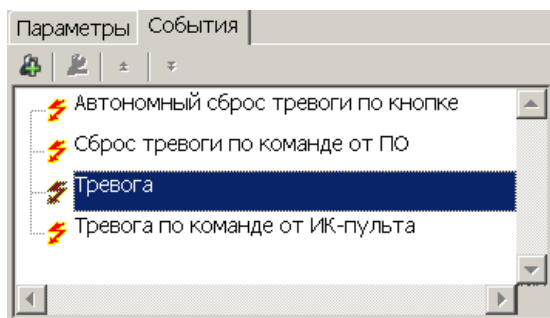 Параметры События
Автономный сброс тревоги по кнопке
Сброс тревоги по команде от ПО
Тревога
Тревога по команде от ИК-пульта